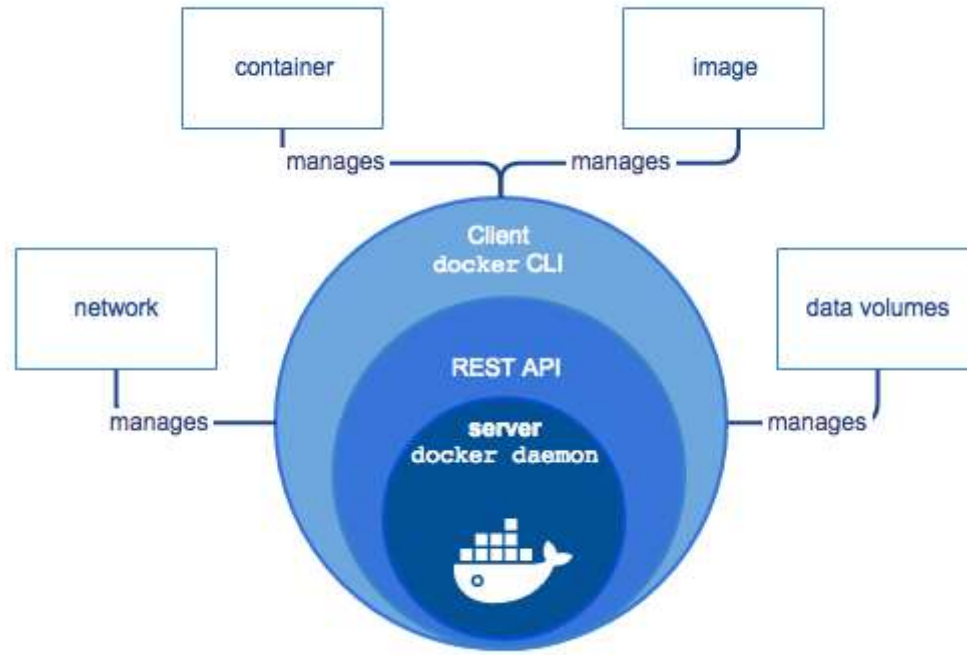 container
image
manages
manages
Client
docker CLI
network
data volumes
REST API
manages
manages
server
docker daemon